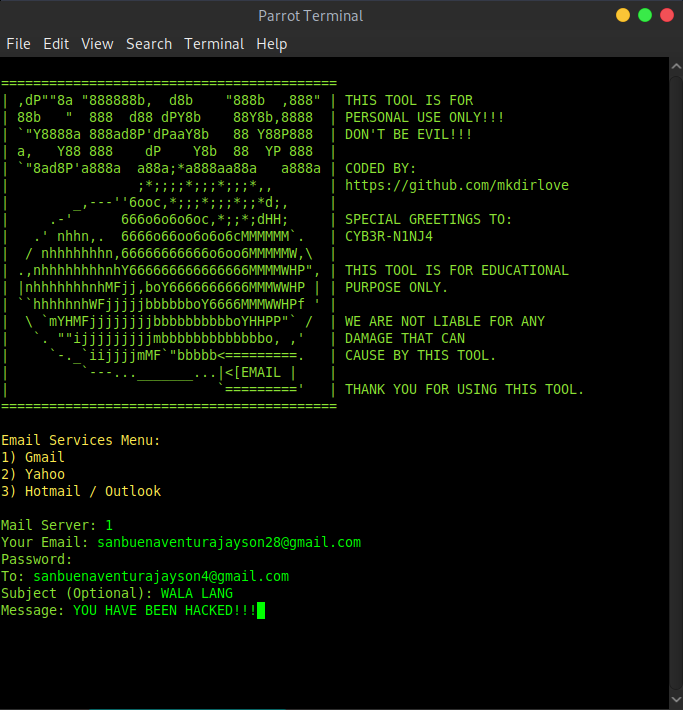 Parrot Terminal
File Edit View Search Terminal Help
=========================================
| ,dP""8a "888888b,  d8b    "888b  ,888" | THIS TOOL IS FOR
| 88b   "  888  d88 dPY8b    88Y8b,8888  | PERSONAL USE ONLY!!!
| `"Y8888a 888ad8P'dPaaY8b   88 Y88P888  | DON'T BE EVIL!!!
| a,   Y88 888    dP    Y8b  88  YP 888  |
| `"8ad8P'a888a  a88a;*a888aa88a   a888a | CODED BY:
|                ;*;;;;*;;;*;;;*,,       | https://github.com/mkdirlove
|        _,---''6ooc,*;;;*;;;*;;*d;,     |
|     .-'      666o6o6o6oc,*;;*;dHH;     | SPECIAL GREETINGS TO:
|   .' nhhn,.  6666o66oo6o6o6cMMMMMM`.   | CYB3R-N1NJ4
|  / nhhhhhhhn,66666666666o6oo6MMMMMW,\  |
| .,nhhhhhhhhnhY6666666666666666MMMMWHP", | THIS TOOL IS FOR EDUCATIONAL
| |nhhhhhhhnhMFjj,boY6666666666MMMWWHP | | PURPOSE ONLY.
| ``hhhhhnhWFjjjjjbbbbbboY6666MMMWWHPf ' |
|  \ `mYHMFjjjjjjjjbbbbbbbbbboYHHPP"` /  | WE ARE NOT LIABLE FOR ANY
|   `. ""ijjjjjjjjjmbbbbbbbbbbbbbo, ,'   | DAMAGE THAT CAN
|     `-._`iijjjjmMF`"bbbbb<=========.   | CAUSE BY THIS TOOL.
|         `---...._______...|<[EMAIL |    |
|                          `========='   | THANK YOU FOR USING THIS TOOL.
=========================================
Email Services Menu:
1) Gmail
2) Yahoo
3) Hotmail / Outlook
Mail Server: 1
Your Email: sanbuenaventurajayson28@gmail.com
Password:
To: sanbuenaventurajayson4@gmail.com
Subject (Optional): WALA LANG
Message: YOU HAVE BEEN HACKED!!!